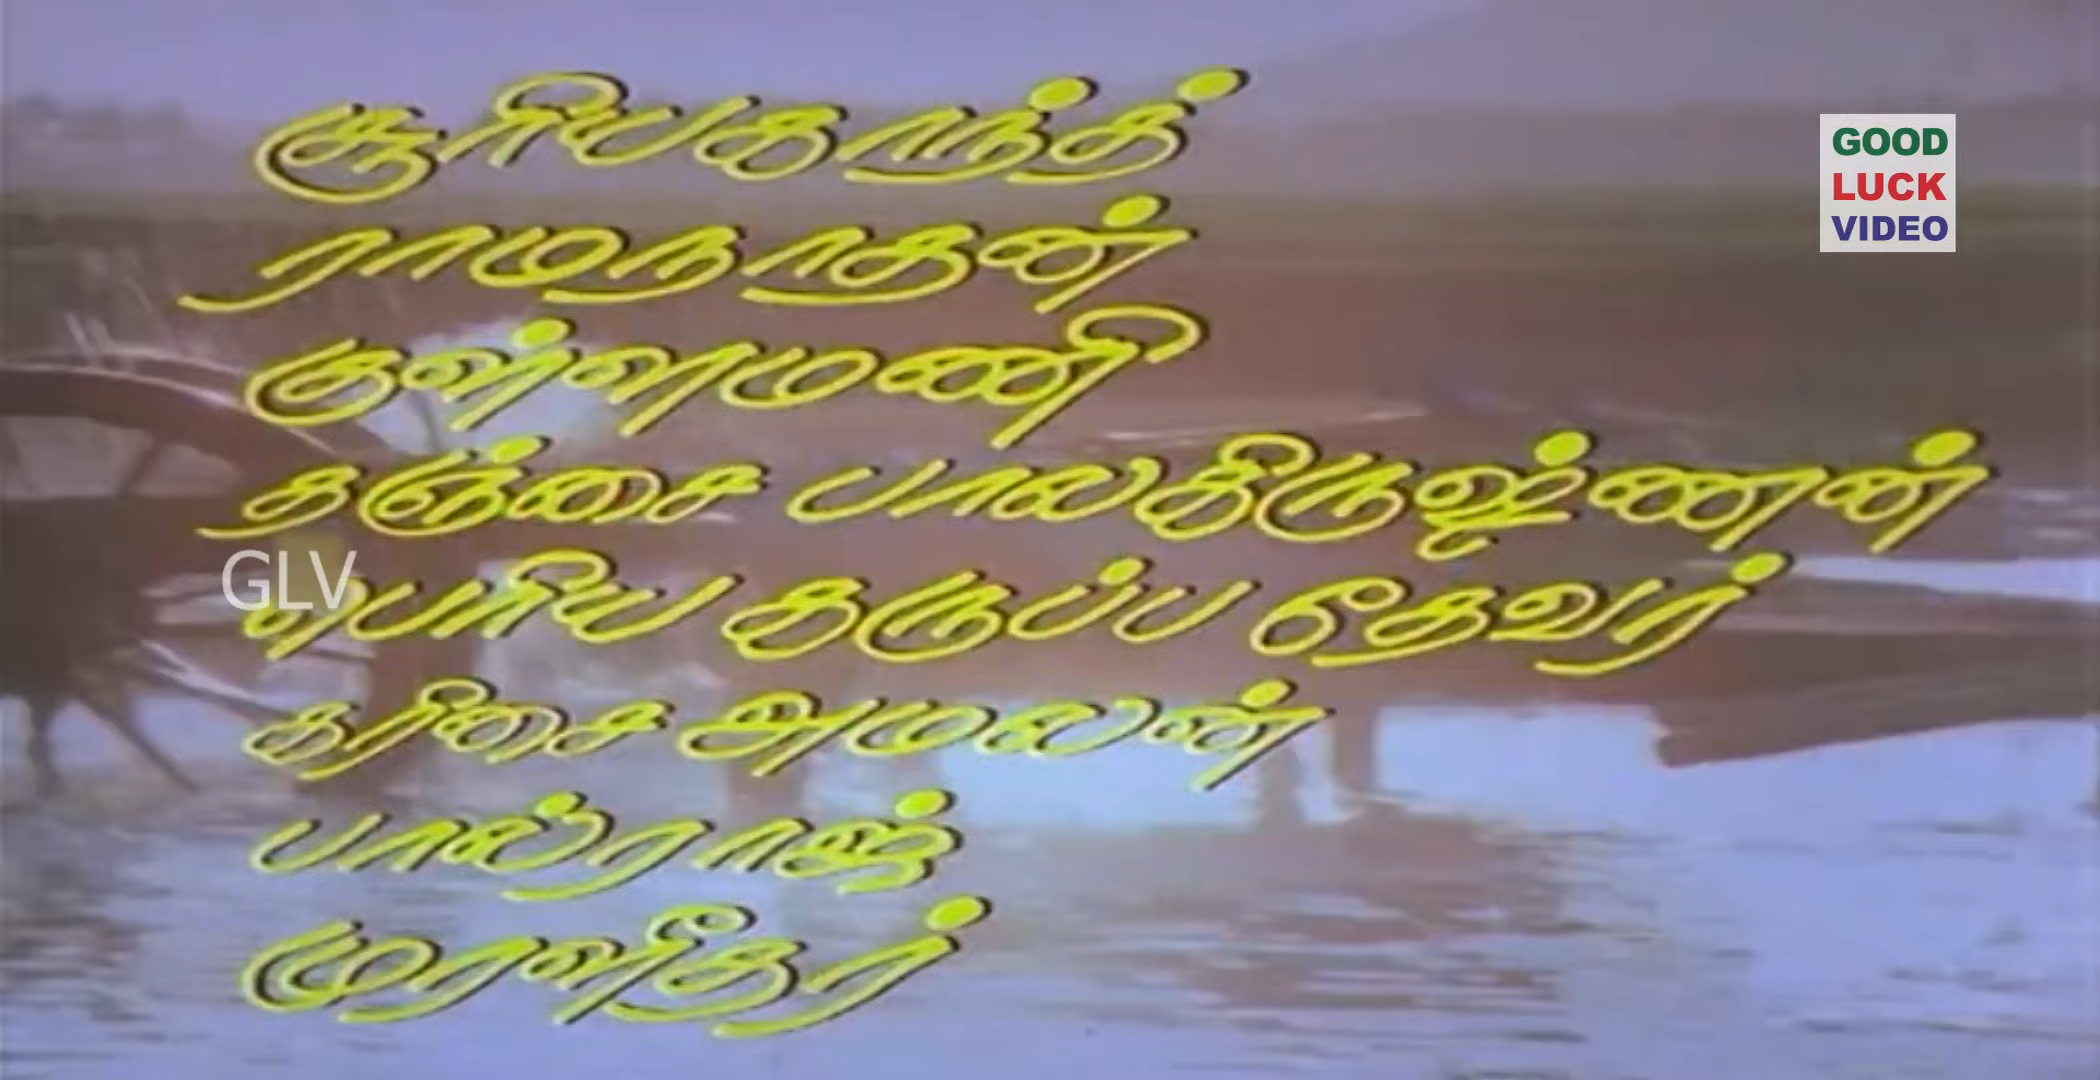 சூரியகாந்த்
GOOD
LUCK
VIDEO
ராமநாதன்
குள்ளமணி
தஞ்சை பாலகிருஷ்ணன்
GLV
பெரிய கருப்ப தேவர்
கரிசை அமலன்
பால்ராஜ்
முரளீதர்